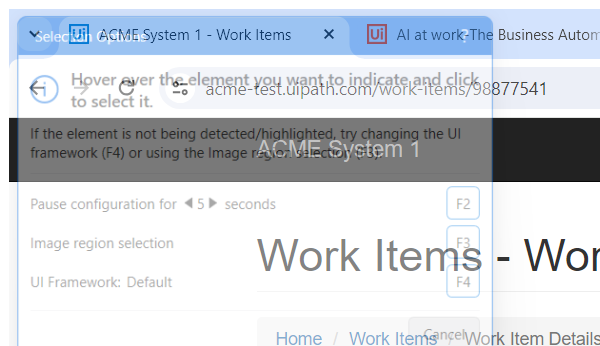 Selection Options
ACME System 1 - Work Items
AI at work-The Business Autom
Hover over the element you want to indicate and click
to select it.
acme-test.uipath.com/work-items/98877541
If the element is not being detected/highlighted, try changing the UI
framework (F4) or using the Image region selection (F3).
ACME System 1
Pause configuration for 5 seconds F2
Image region selection F3
UI Framework: Default F4
Work Items - Wor
Cancel
Home / Work Items / Work Item Details